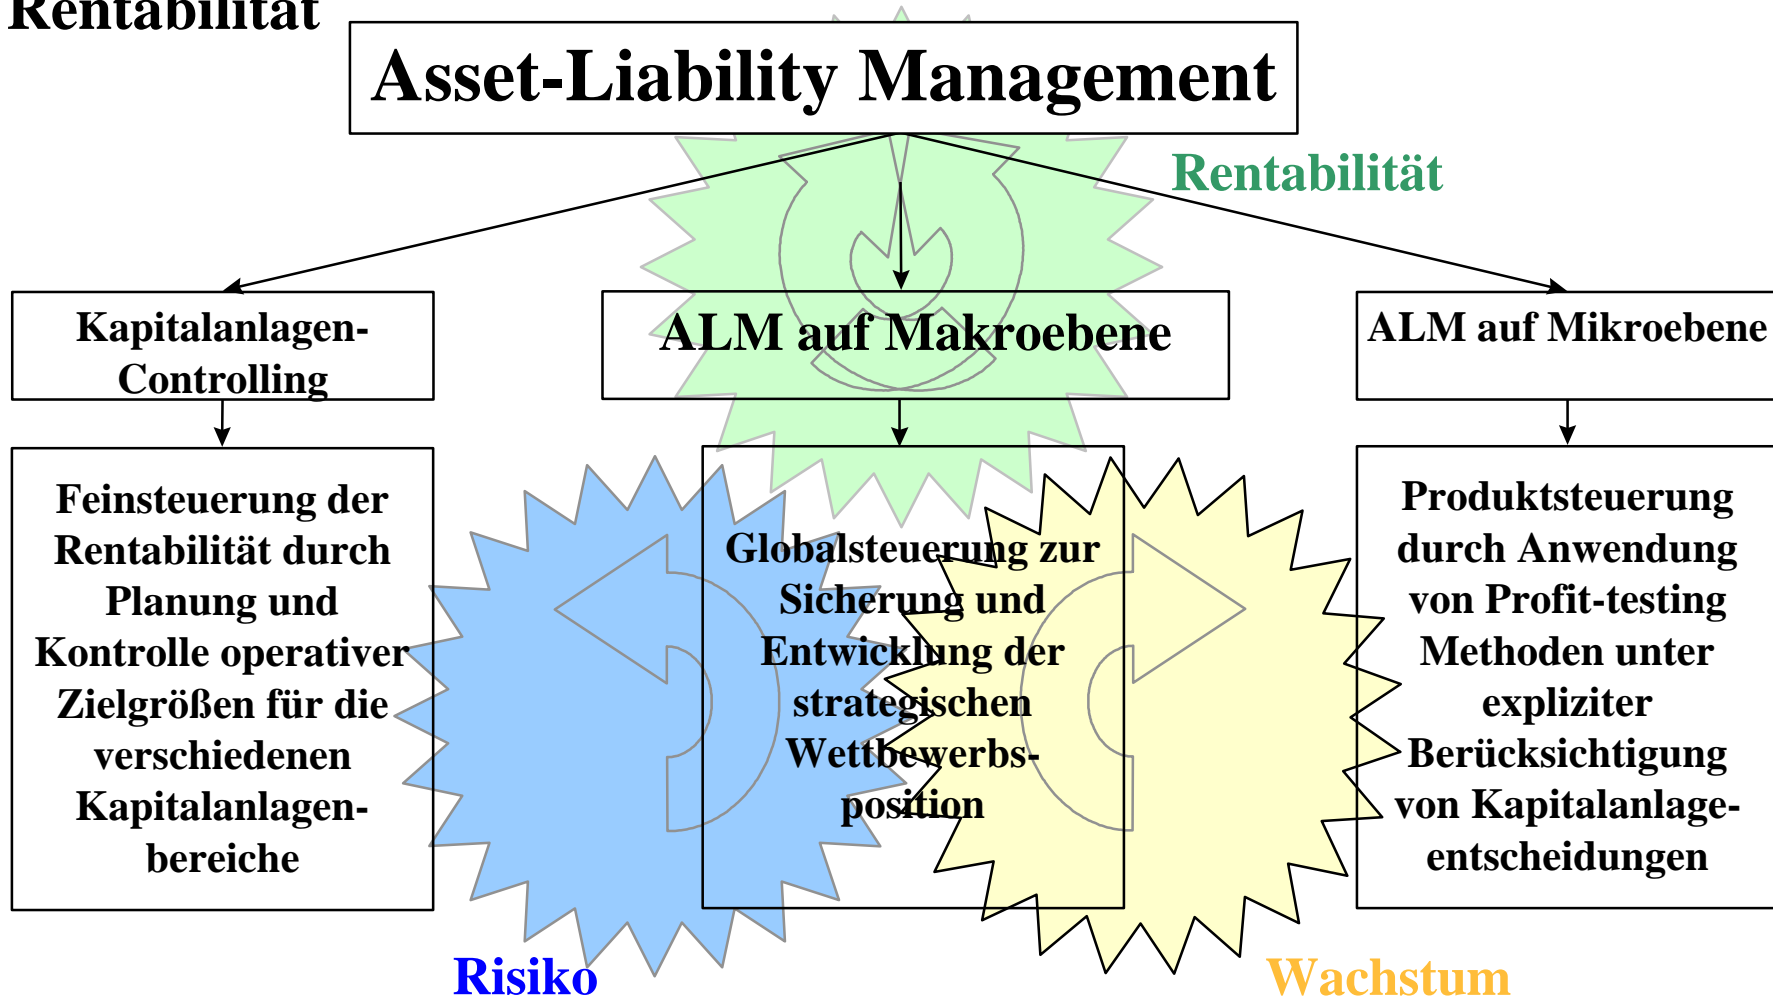 Rentabilität
Asset-Liability Management
Rentabilität
Kapitalanlagen-
Controlling
ALM auf Makroebene
ALM auf Mikroebene
Feinsteuerung der
Rentabilität durch
Planung und
Kontrolle operativer
Zielgrößen für die
verschiedenen
Kapitalanlagen-
bereiche
Globalsteuerung zur
Sicherung und
Entwicklung der
strategischen
Wettbewerbs-
position
Produktsteuerung
durch Anwendung
von Profit-testing
Methoden unter
expliziter
Berücksichtigung
von Kapitalanlage-
entscheidungen
Risiko
Wachstum